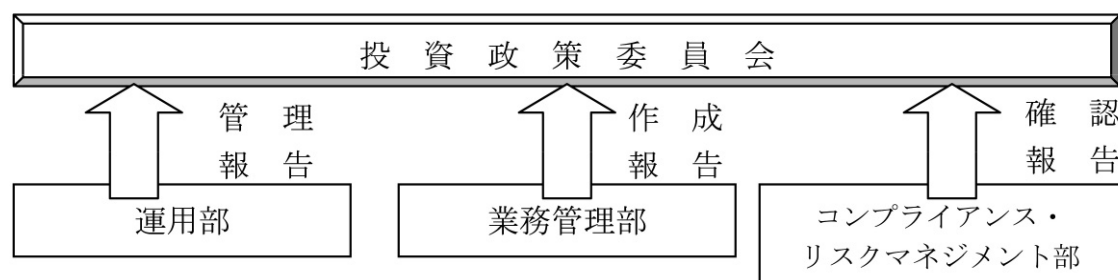 投資政策委員会
管理
報告
作成
報告
確認
報告
運用部
業務管理部
コンプライアンス・
リスクマネジメント部